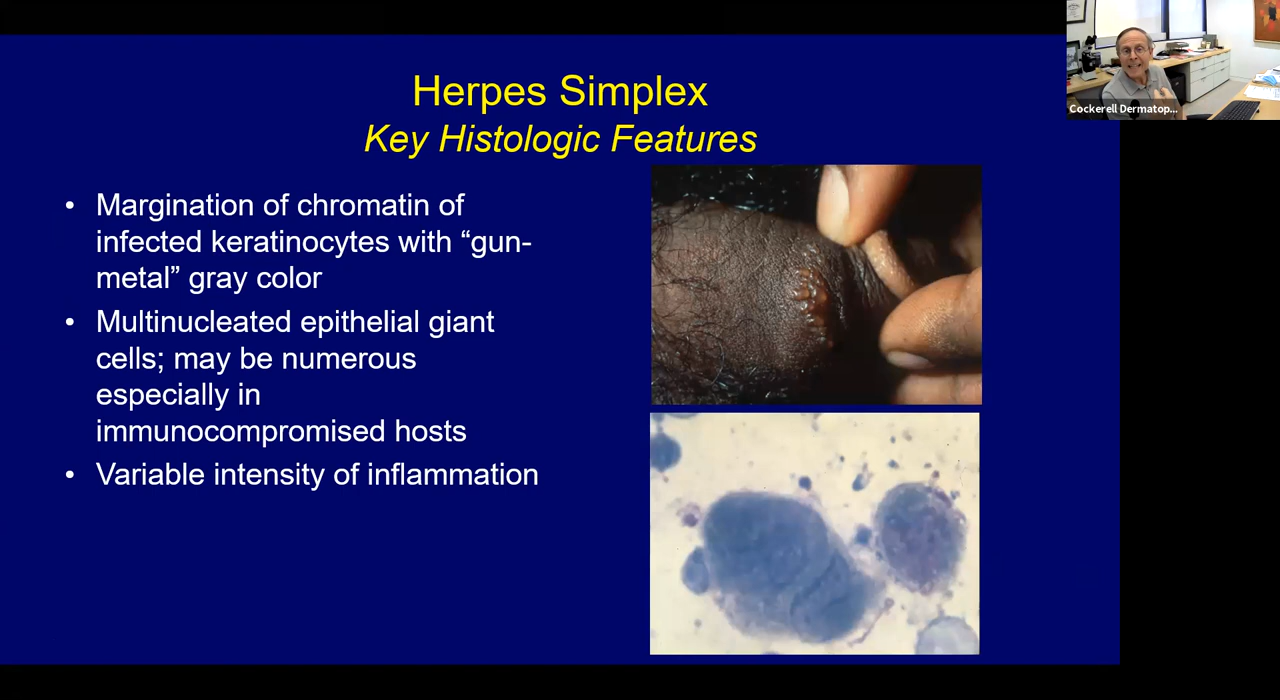 Herpes Simplex
Key Histologic Features
• Margination of chromatin of
infected keratinocytes with “gun-
metal” gray color
• Multinucleated epithelial giant
cells; may be numerous
especially in
immunocompromised hosts
• Variable intensity of inflammation
Cockerell Dermatop...